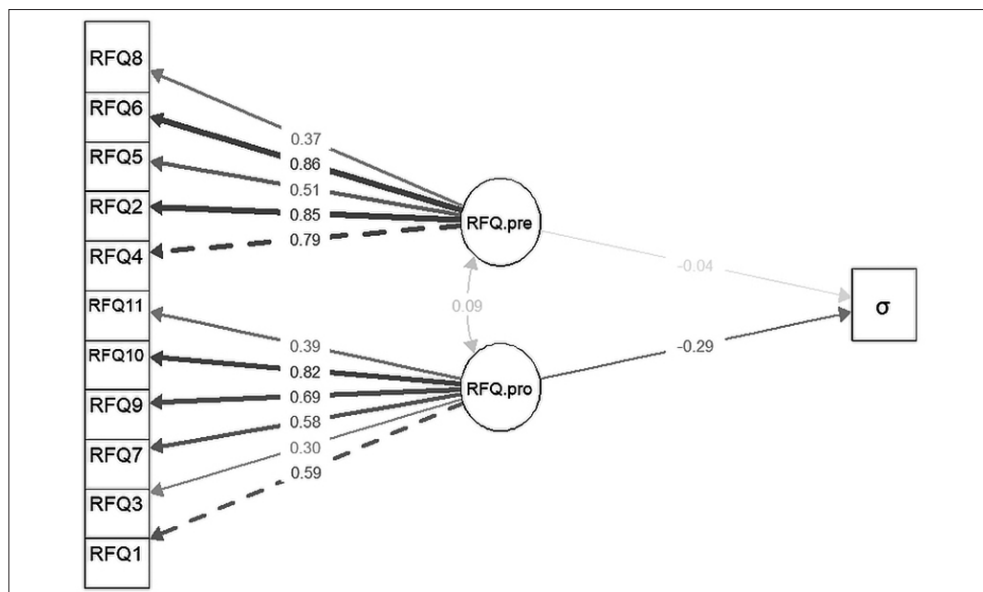 RFQ8
RFQ6
RFQ5
RFQ2
RFQ4
RFQ11
RFQ10
RFQ9
RFQ7
RFQ3
RFQ1
0.37
0.86
0.51
0.85
0.79
0.39
0.82
0.69
0.58
0.30
0.59
RFQ.pre
0.09
RFQ.pro
-0.04
-0.29
σ